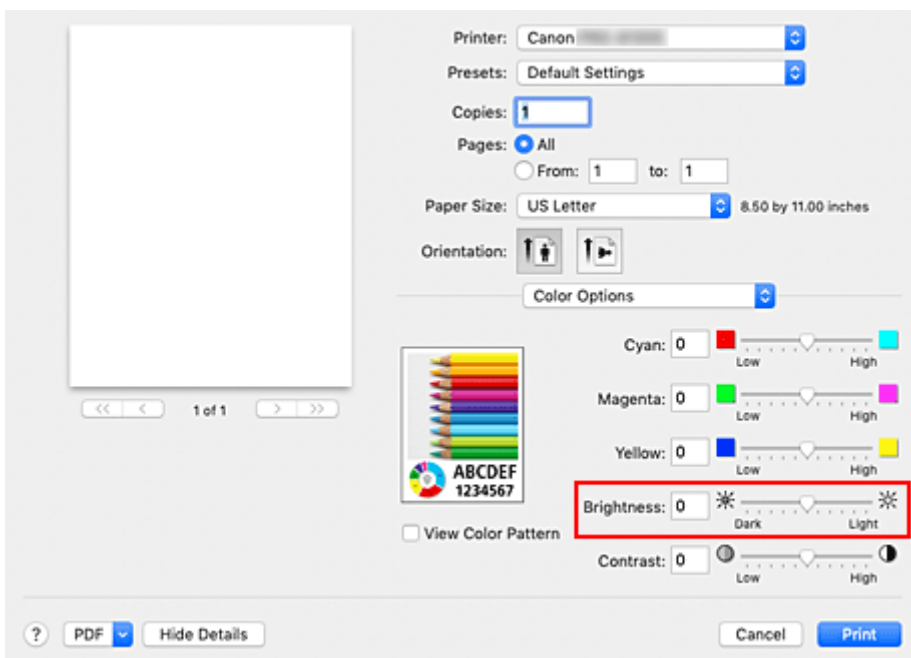 Printer: Canon
Presets: Default Settings
Copies: 1
Pages: All
From: 1 to: 1
Paper Size: US Letter 8.50 by 11.00 inches
Orientation:
Color Options
<< < 1 of 1 > >>
ABCDEF
1234567
View Color Pattern
Cyan: 0
Low High
Magenta: 0
Low High
Yellow: 0
Low High
Brightness: 0
Dark Light
Contrast: 0
Low High
? PDF Hide Details Cancel Print